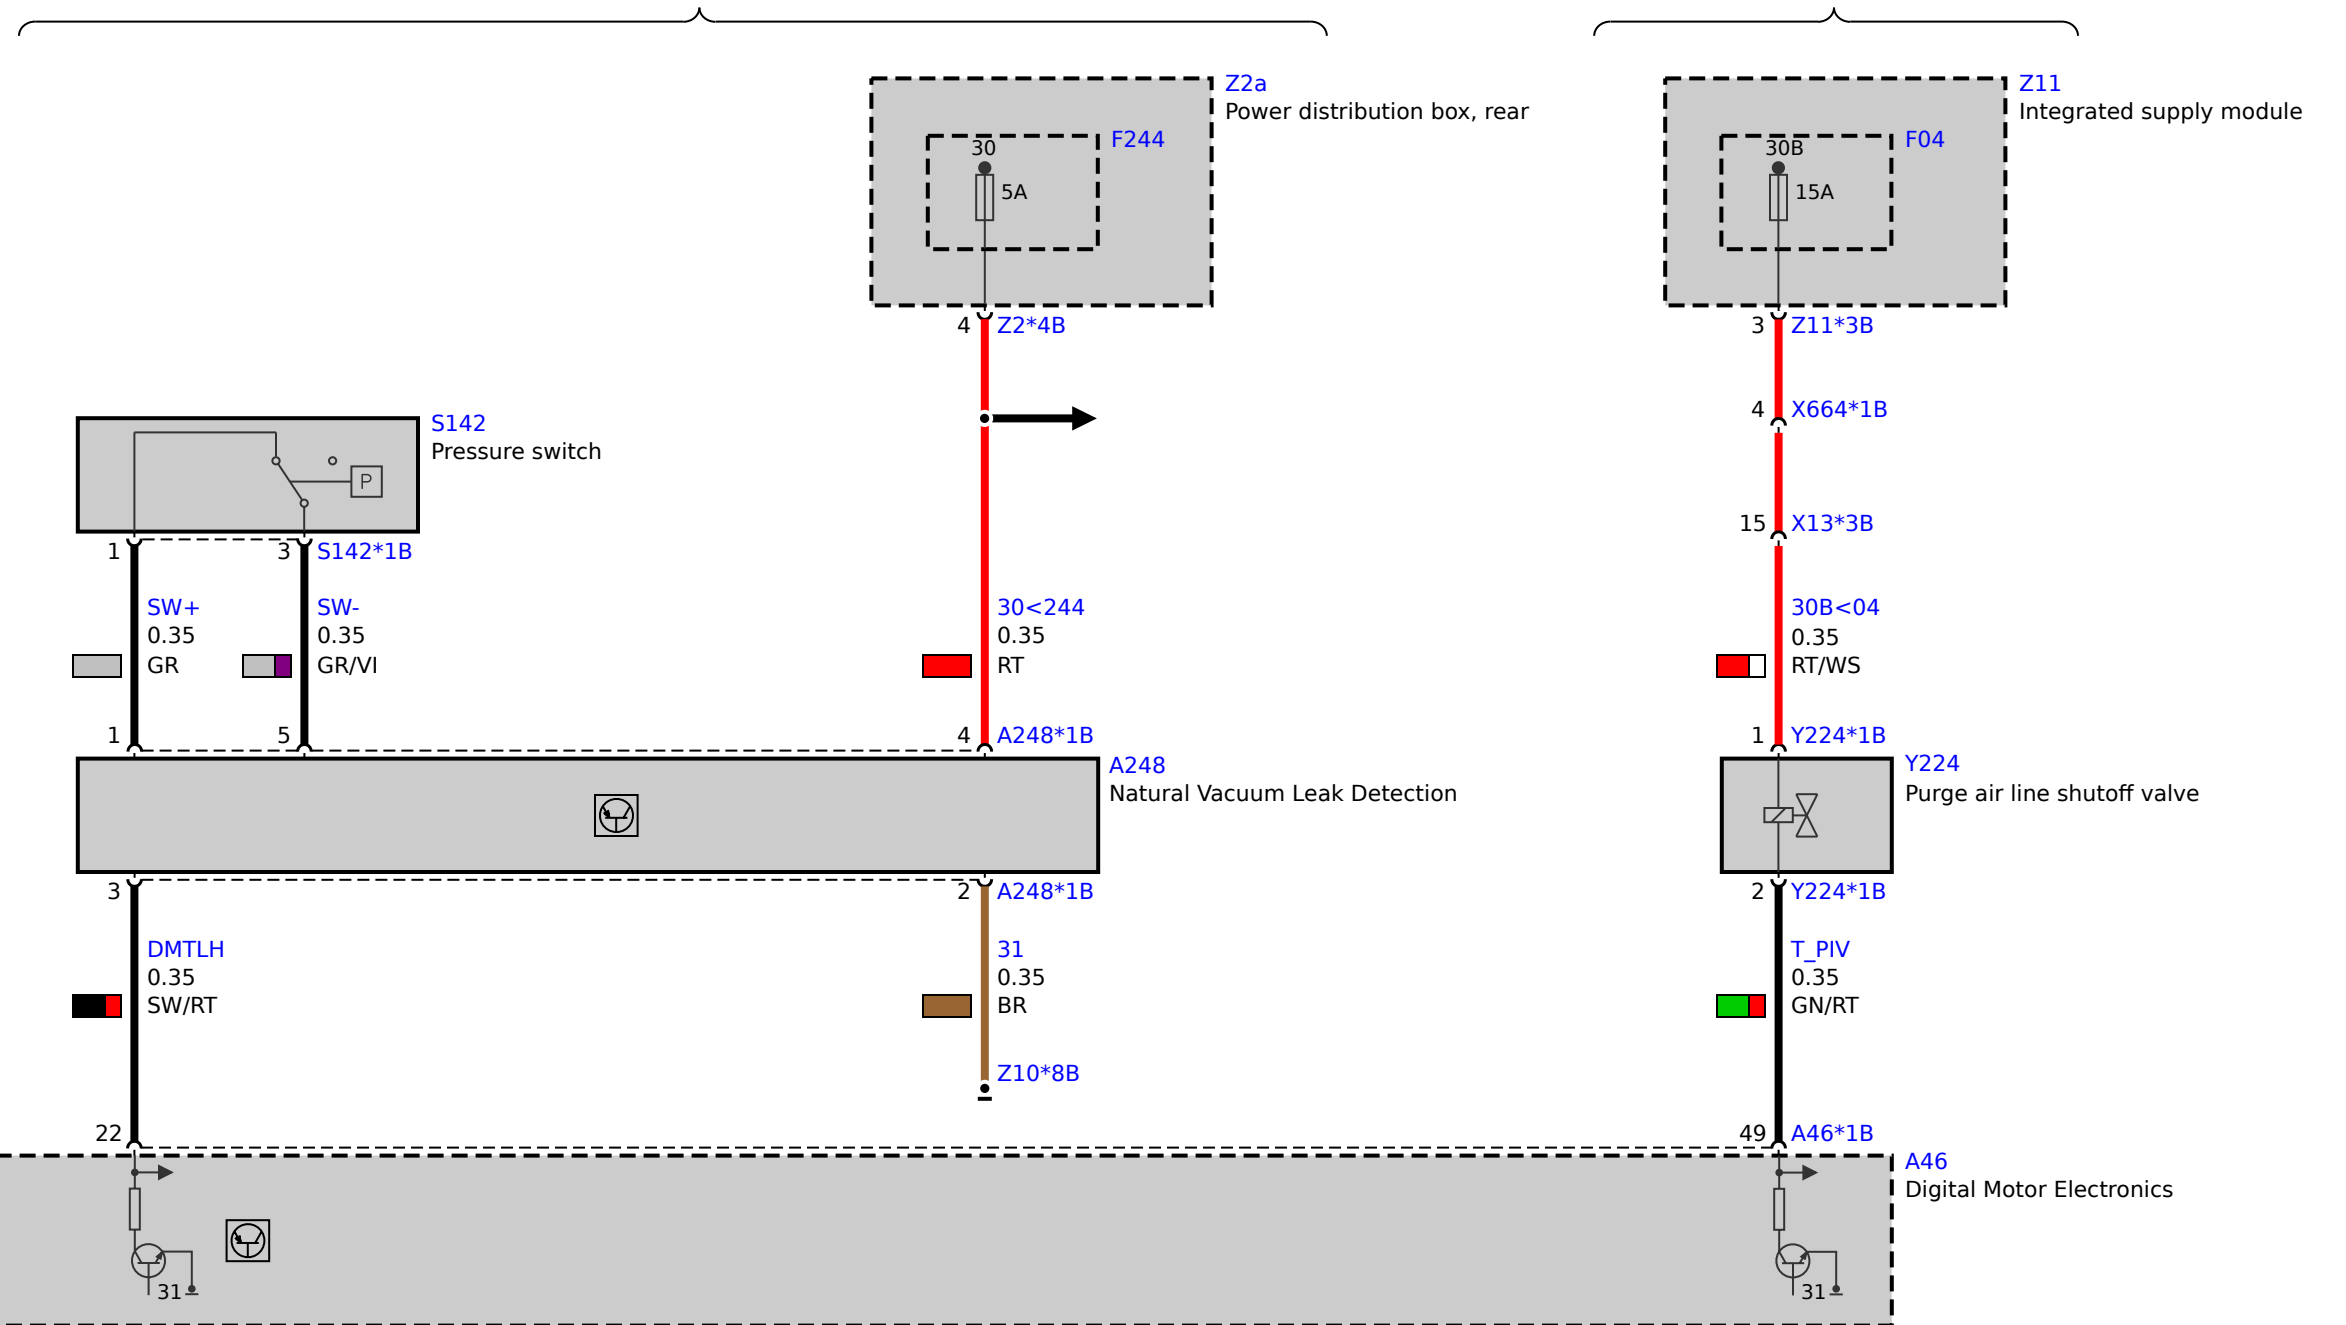 Z2a
Power distribution box, rear
F244
30
5A
Z11
Integrated supply module
F04
30B
15A
4 Z2*4B
3 Z11*3B
4 X664*1B
S142
Pressure switch
P
15 X13*3B
1
3 S142*1B
SW+
0.35
GR
SW-
0.35
GR/VI
30<244
0.35
RT
30B<04
0.35
RT/WS
1
5
4 A248*1B
1 Y224*1B
A248
Natural Vacuum Leak Detection
Y224
Purge air line shutoff valve
3
2 A248*1B
2 Y224*1B
DMTLH
0.35
SW/RT
31
0.35
BR
T_PIV
0.35
GN/RT
Z10*8B
22
49 A46*1B
A46
Digital Motor Electronics
31
31